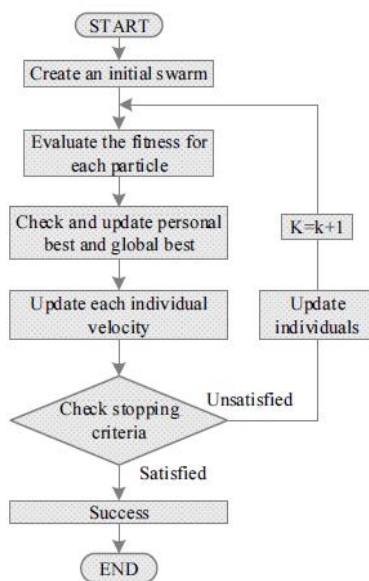 START
Create an initial swarm
Evaluate the fitness for
each particle
Check and update personal
best and global best
K=k+1
Update each individual
velocity
Update
individuals
Check stopping
criteria
Unsatisfied
Satisfied
Success
END